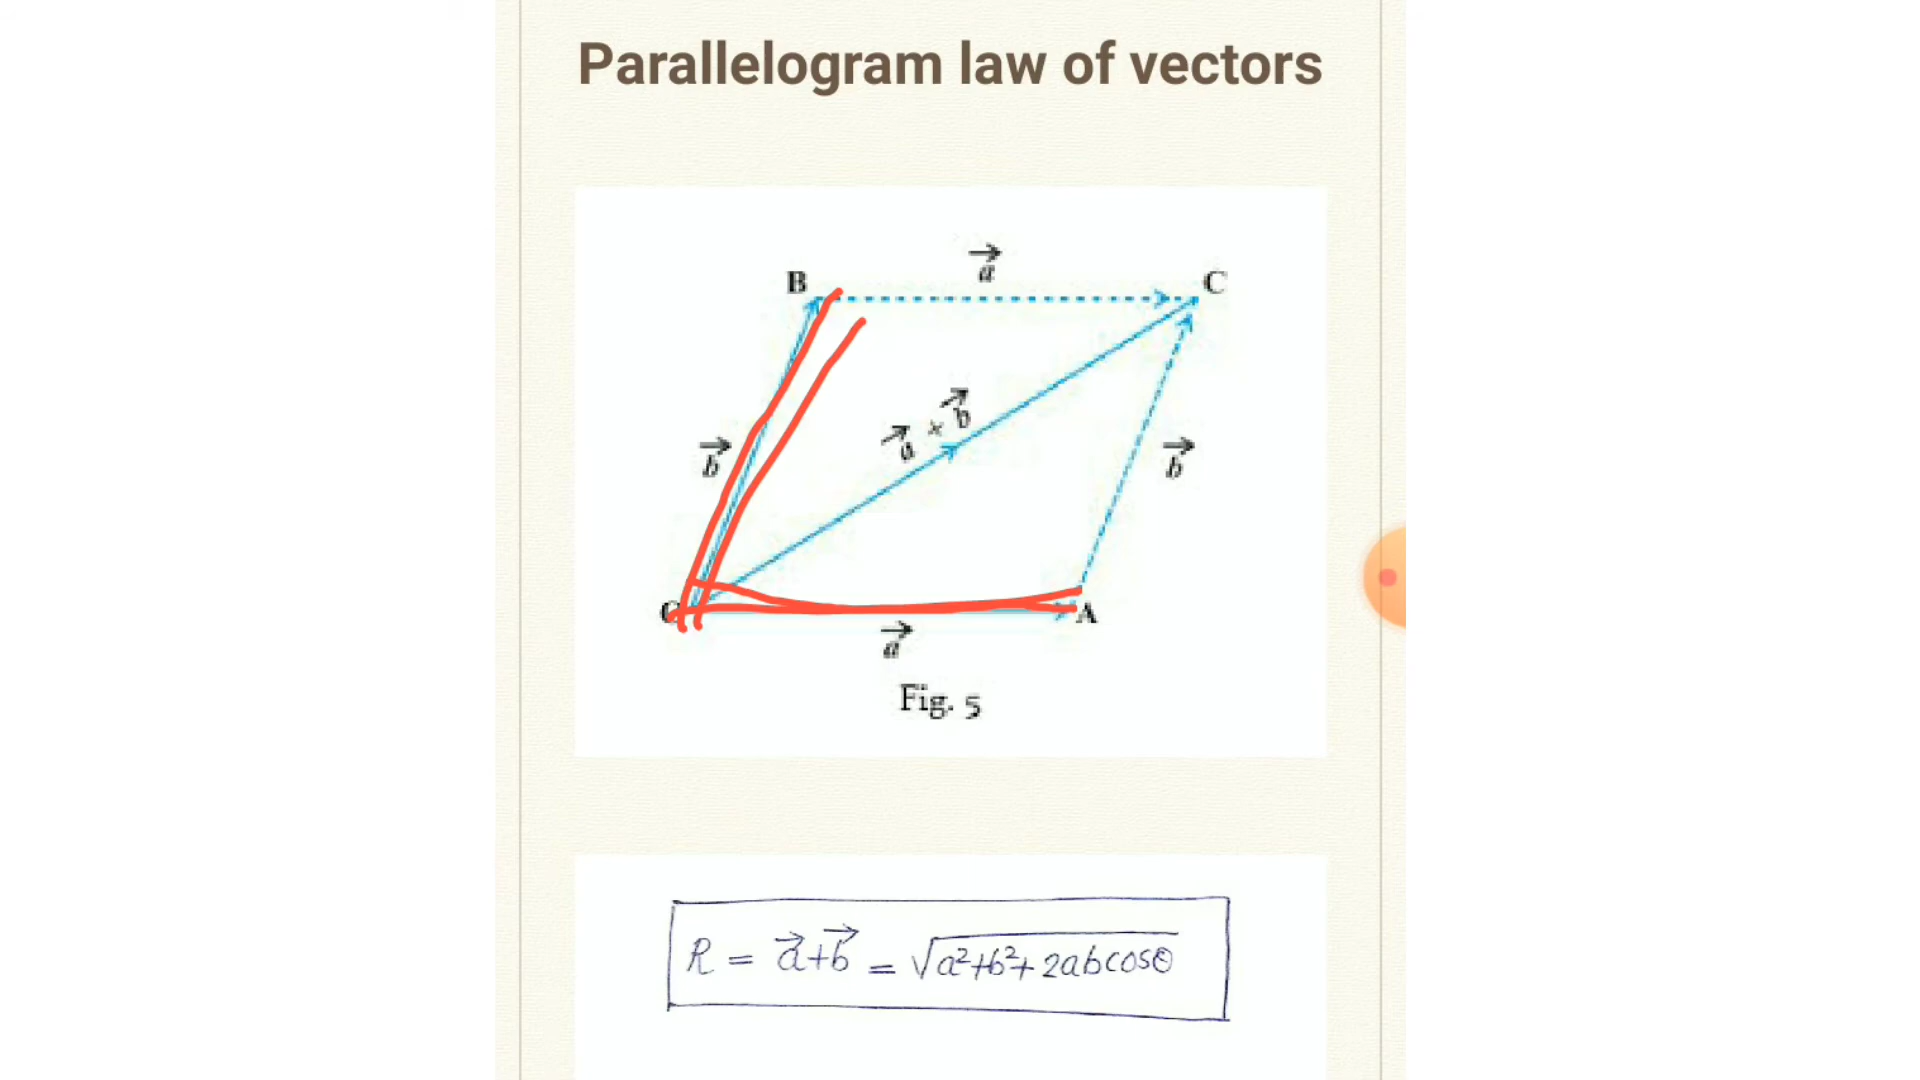 Parallelogram law of vectors
B
a⃗
C
a⃗ + b⃗
b⃗
b⃗
A
a⃗
Fig. 5
R = a⃗+b⃗ = √a²+b²+2abcosθ